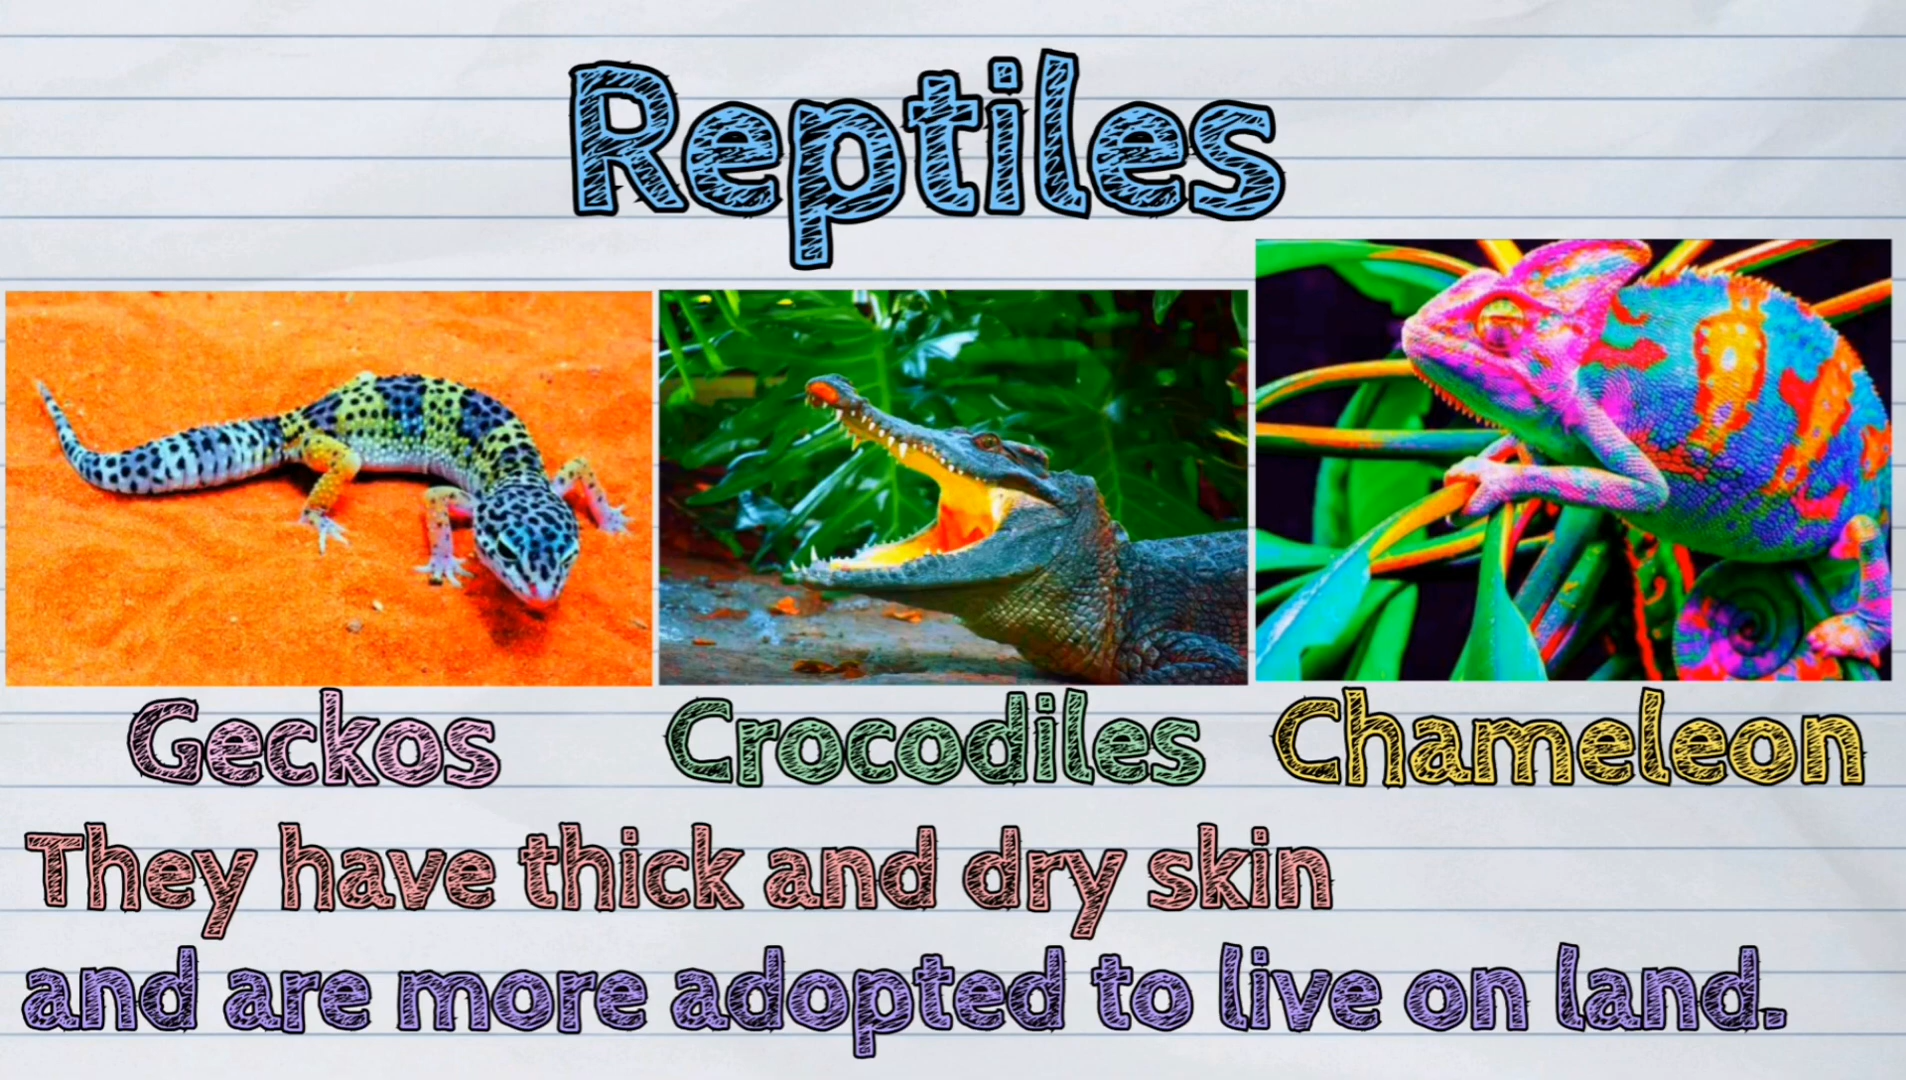 Reptiles
Geckos Crocodiles Chameleon
They have thick and dry skin
and are more adopted to live on land.